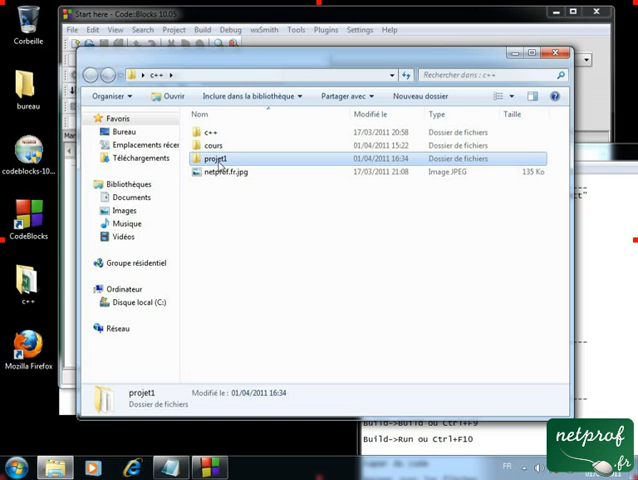 Start here - Code::Blocks 10.05
File Edit View Search Project Build Debug wxSmith Tools Plugins Settings Help
Corbeille
bureau
codeblocks-10...
CodeBlocks
c++
Mozilla Firefox
c++
Rechercher dans : c++
Organiser
Ouvrir
Inclure dans la bibliothèque
Partager avec
Nouveau dossier
Favoris
Bureau
Emplacements récen
Téléchargements
Bibliothèques
Documents
Images
Musique
Vidéos
Groupe résidentiel
Ordinateur
Disque local (C:)
Réseau
Nom Modifié le Type Taille
c++ 17/03/2011 20:58 Dossier de fichiers
cours 01/04/2011 15:22 Dossier de fichiers
projet1 01/04/2011 16:34 Dossier de fichiers
netprof.fr.jpg 17/03/2011 21:08 Image JPEG 135 Ko
projet1 Modifié le : 01/04/2011 16:34
Dossier de fichiers
Build->Build ou Ctrl+F9
Build->Run ou Ctrl+F10
FR
netprof
.fr